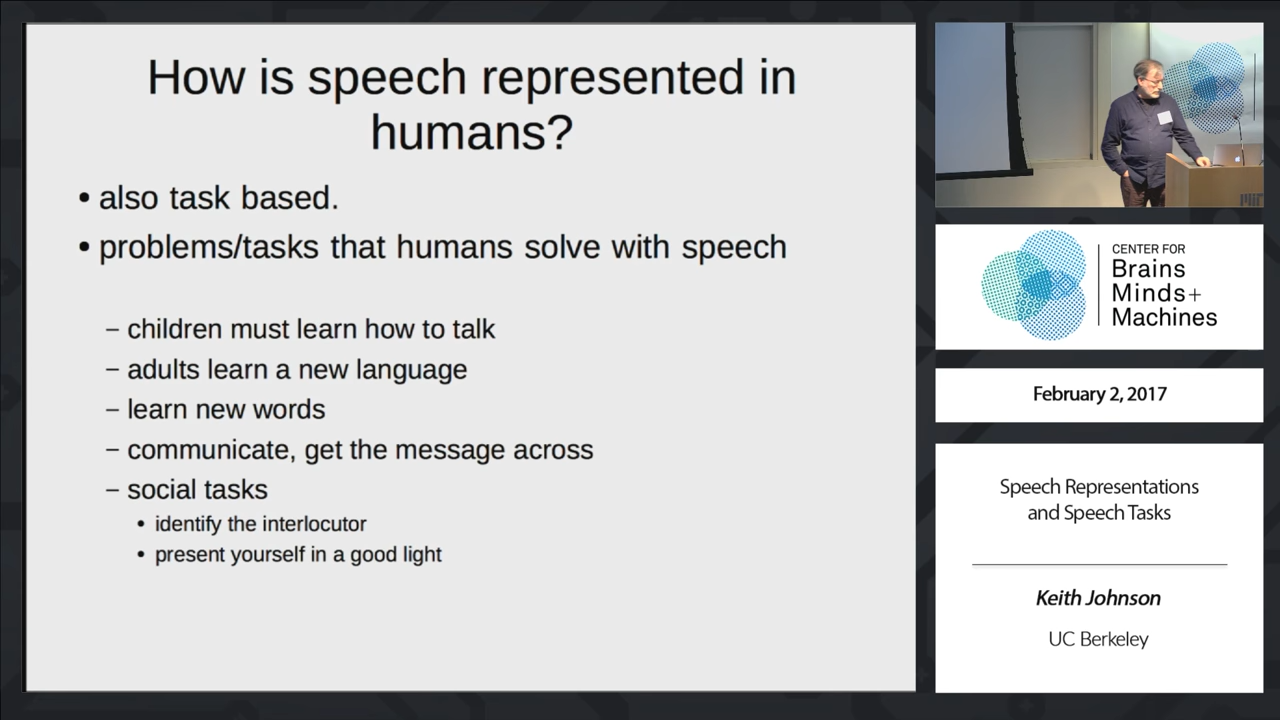 How is speech represented in
humans?
• also task based.
• problems/tasks that humans solve with speech
– children must learn how to talk
– adults learn a new language
– learn new words
– communicate, get the message across
– social tasks
• identify the interlocutor
• present yourself in a good light
MIT
CENTER FOR
Brains
Minds+
Machines
February 2, 2017
Speech Representations
and Speech Tasks
Keith Johnson
UC Berkeley